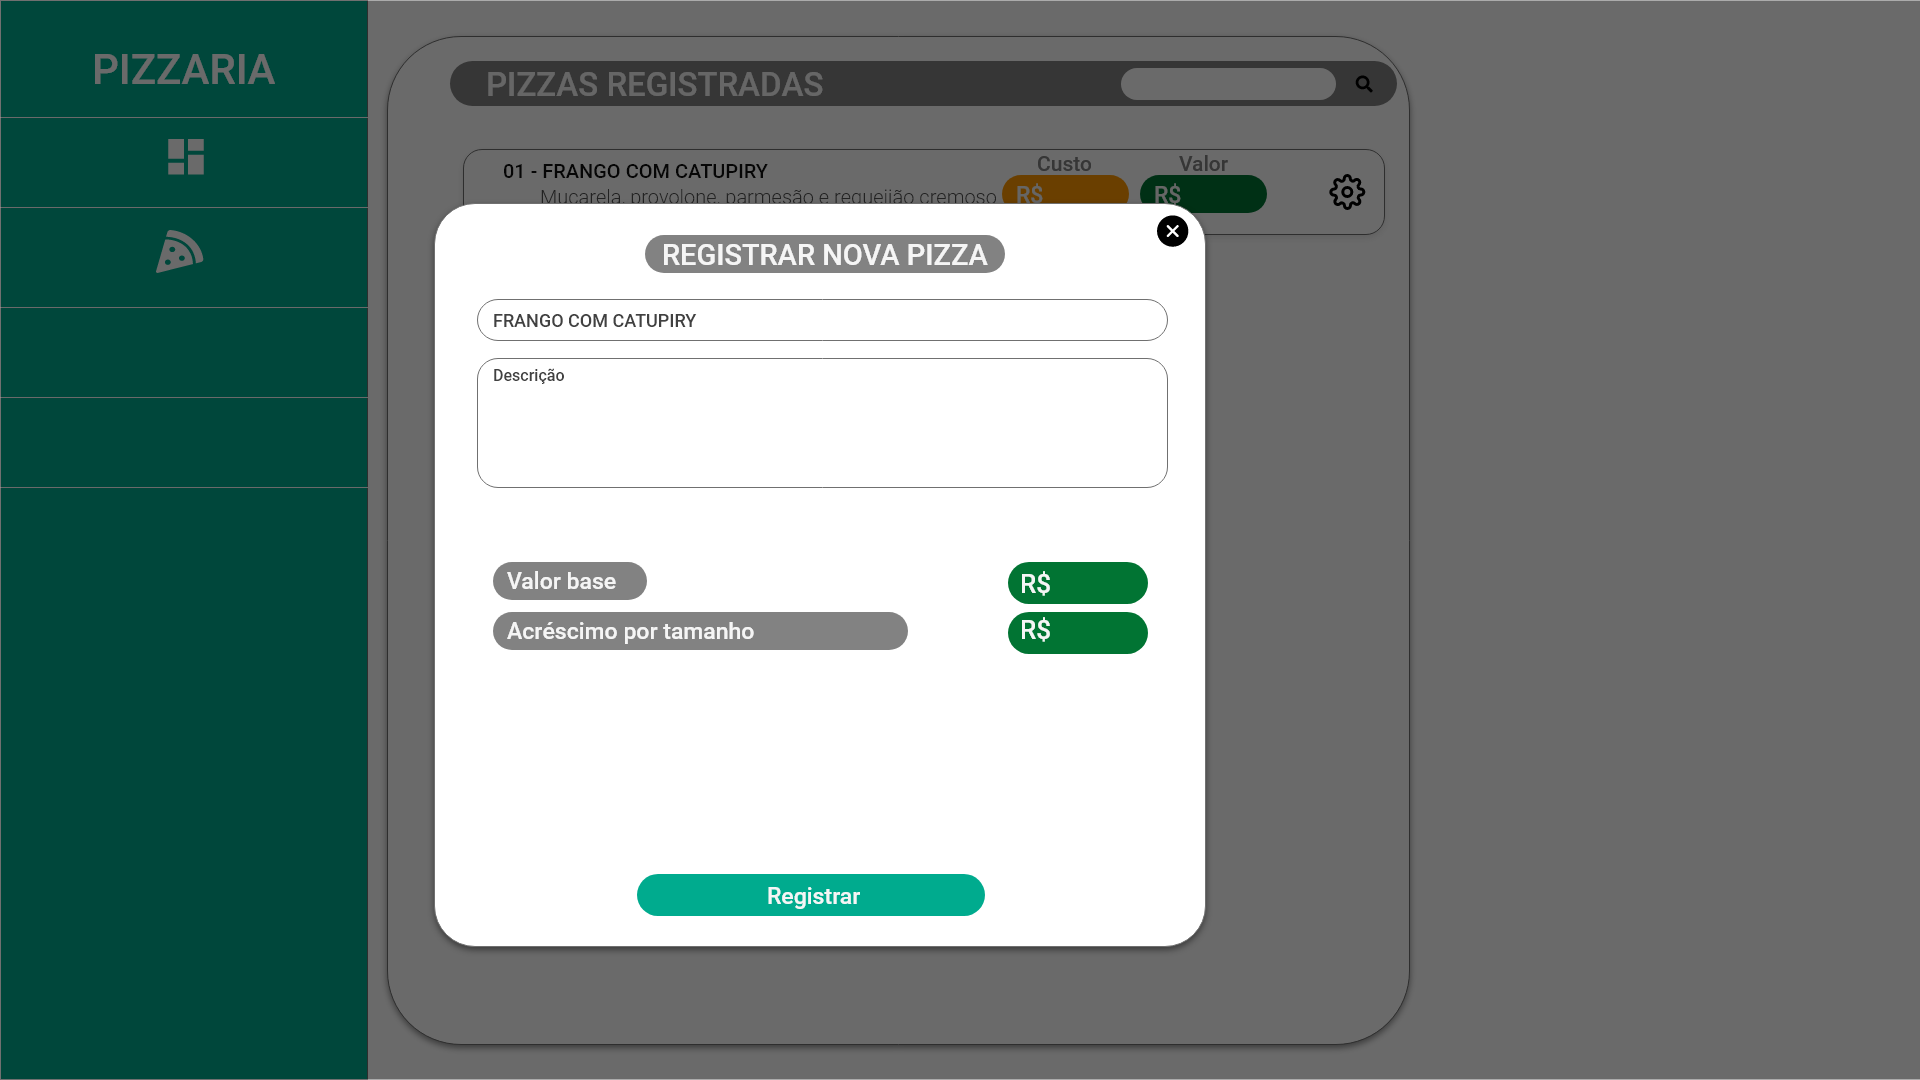 PIZZARIA
PIZZAS REGISTRADAS
01 - FRANGO COM CATUPIRY
Custo
Valor
Muçarela, provolone, parmesão e requeijão cremoso
R$
R$
REGISTRAR NOVA PIZZA
FRANGO COM CATUPIRY
Descrição
Valor base
R$
Acréscimo por tamanho
R$
Registrar